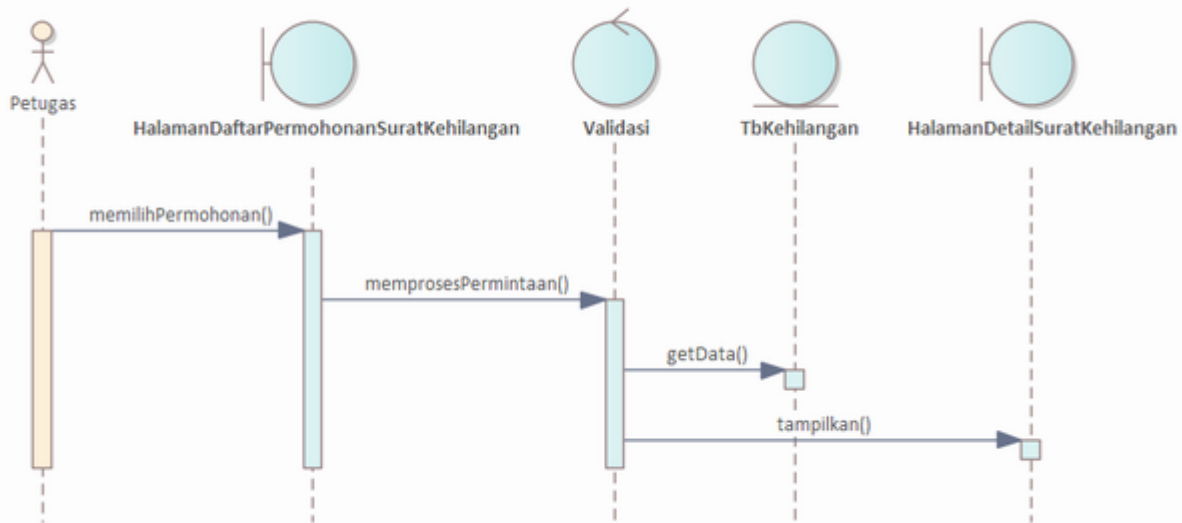 Petugas
HalamanDaftarPermohonanSuratKehilangan
Validasi
TbKehilangan
HalamanDetailSuratKehilangan
memilihPermohonan()
memprosesPermintaan()
getData()
tampilkan()